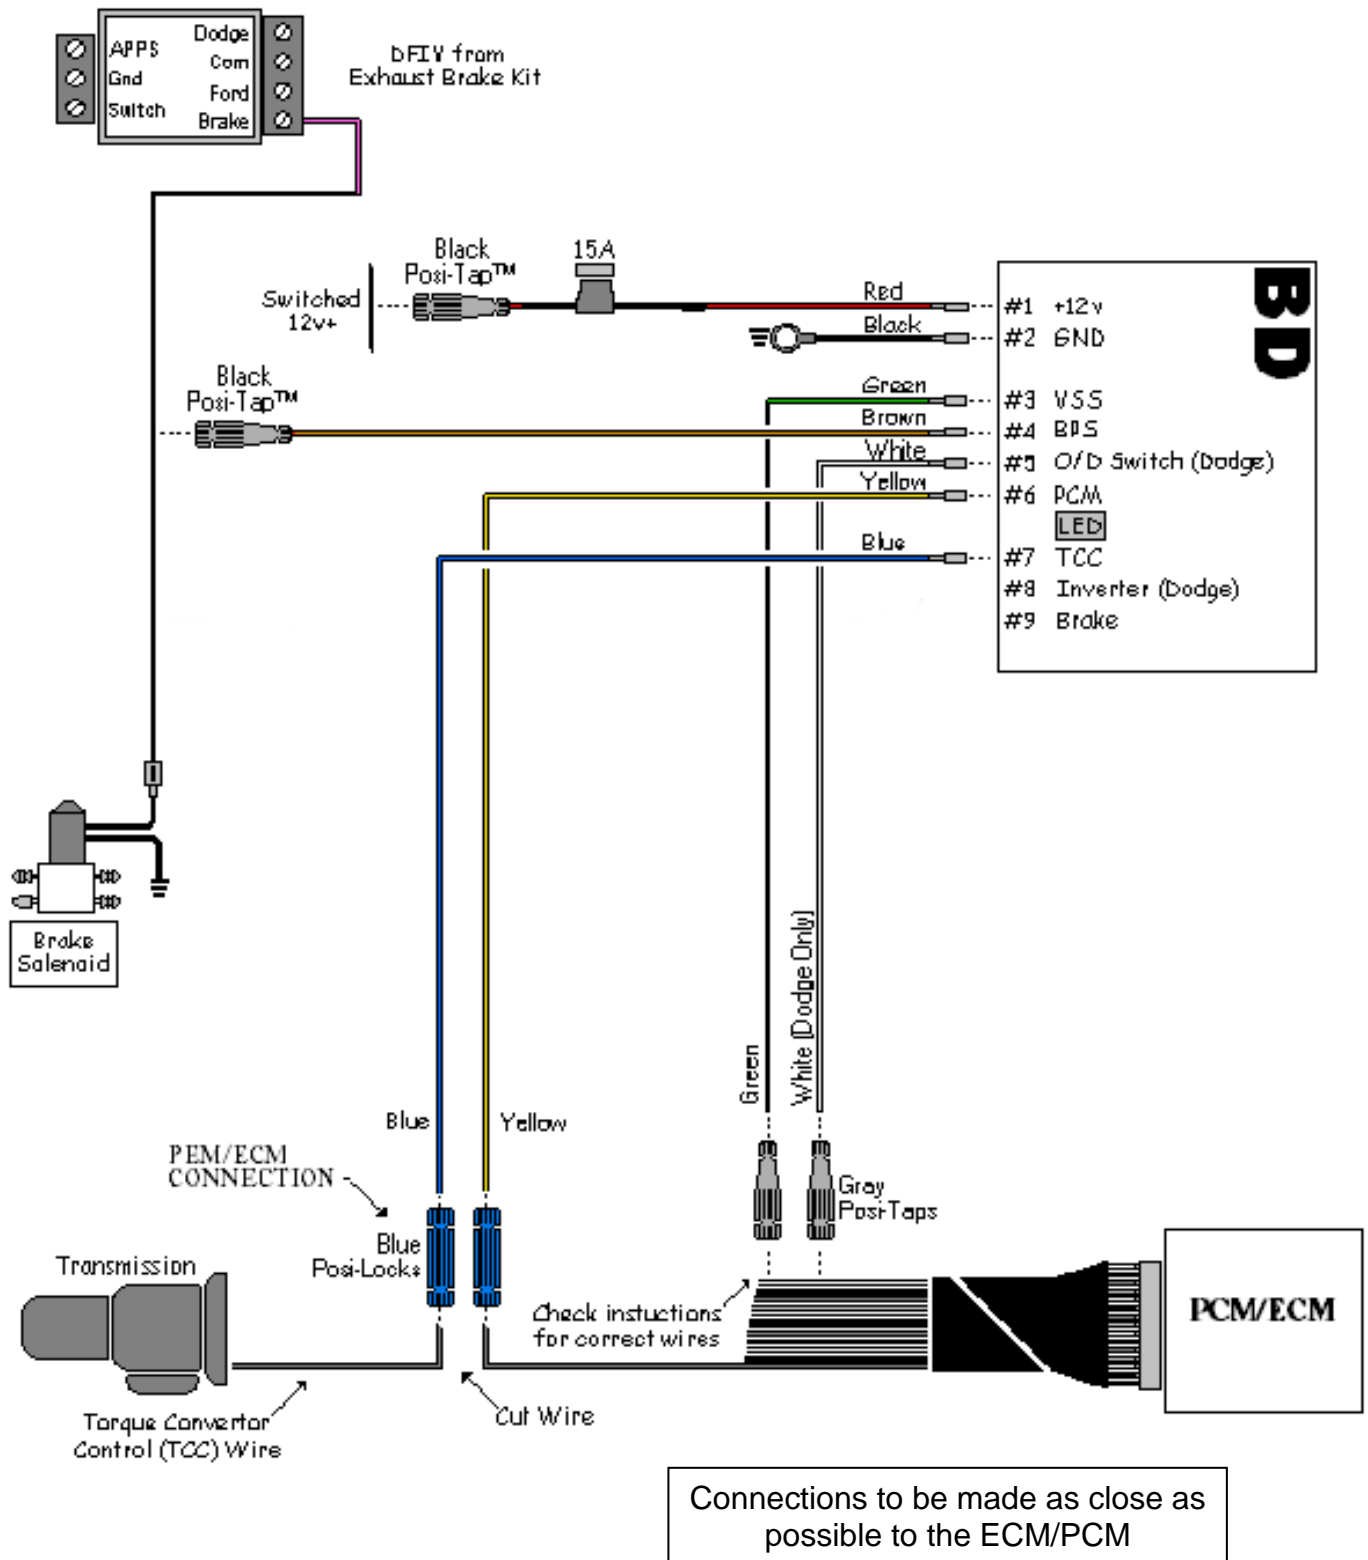 APPS
Gnd
Switch
Dodge
Com
Ford
Brake
DFIV from
Exhaust Brake Kit
Switched
12v+
Black
Posi-Tap™
15A
Red
Black
Black
Posi-Tap™
Green
Brown
White
Yellow
Blue
BD
#1 +12v
#2 GND
#3 VSS
#4 BPS
#5 O/D Switch (Dodge)
#6 PCM
LED
#7 TCC
#8 Inverter (Dodge)
#9 Brake
Brake
Salenoid
Green
White (Dodge Only)
Blue
Yellow
PEM/ECM
CONNECTION
Blue
Posi-Locks
Gray
Posi-Taps
Transmission
Check instuctions
for correct wires
PCM/ECM
Torque Convertor
Control (TCC) Wire
Cut Wire
Connections to be made as close as
possible to the ECM/PCM